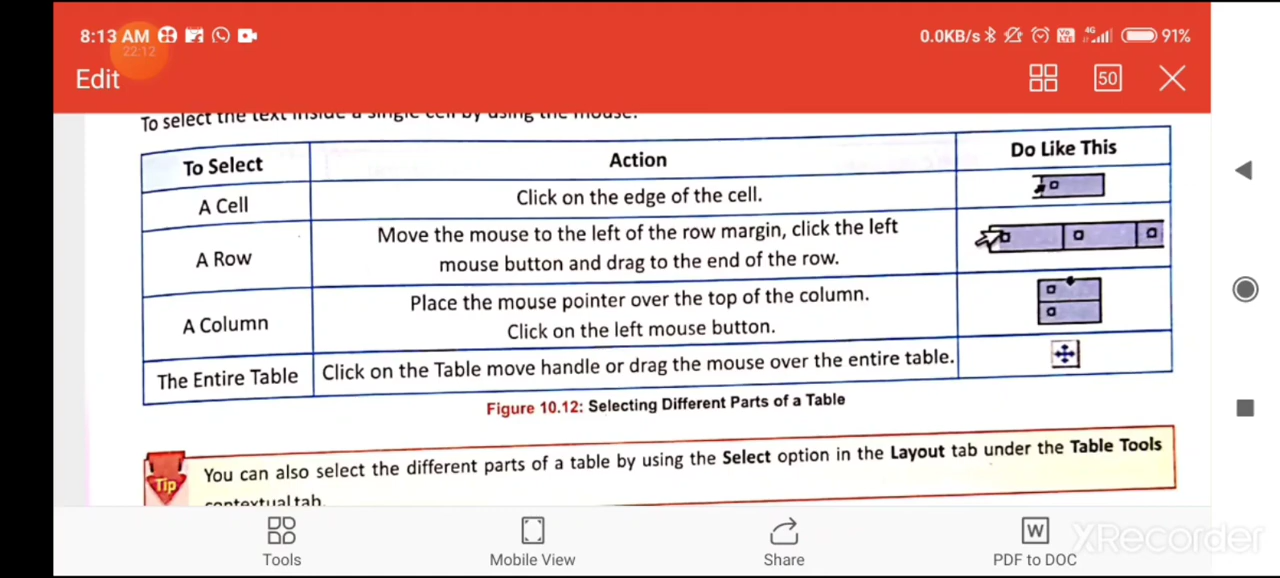 8:13 AM
22:12
0.0KB/s 4G 91%
Edit
50
To select the text inside a single cell by using the mouse:
To Select Action Do Like This
A Cell Click on the edge of the cell.
A Row Move the mouse to the left of the row margin, click the left
mouse button and drag to the end of the row.
A Column Place the mouse pointer over the top of the column.
Click on the left mouse button.
The Entire Table Click on the Table move handle or drag the mouse over the entire table.
Figure 10.12: Selecting Different Parts of a Table
Tip You can also select the different parts of a table by using the Select option in the Layout tab under the Table Tools
contextual tab.
Tools Mobile View Share PDF to DOC
W
XRecorder